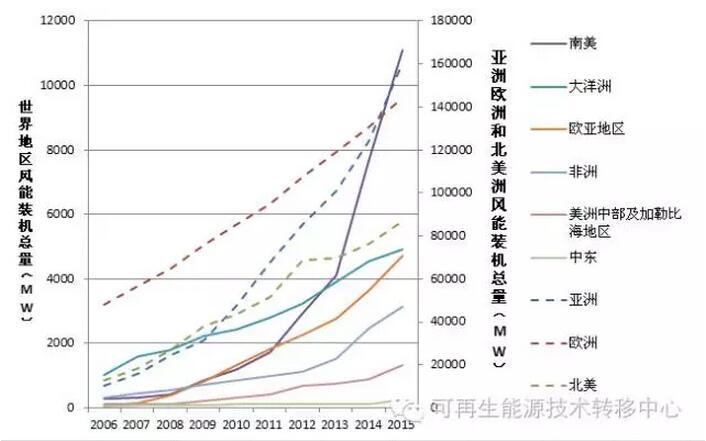 12000
10000
8000
6000
4000
2000
0
世界地区风能装机总量（MW）
180000
160000
140000
120000
100000
80000
60000
40000
20000
0
亚洲欧洲和北美洲风能装机总量（MW）
2006 2007 2008 2009 2010 2011 2012 2013 2014 2015
南美
大洋洲
欧亚地区
非洲
美洲中部及加勒比
海地区
中东
亚洲
欧洲
北美
可再生能源技术转移中心